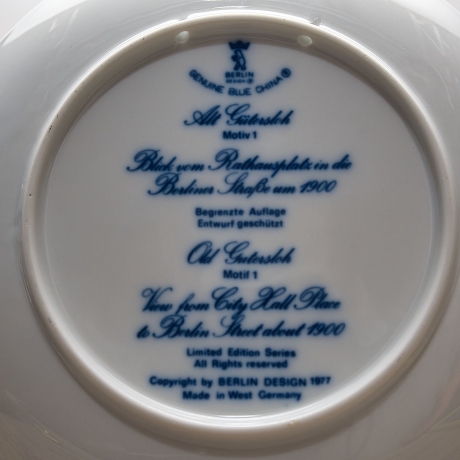 BERLIN
DESIGN ®
GENUINE BLUE CHINA ®
Alt Gütersloh
Motiv 1
Blick vom Rathausplatz in die
Berliner Straße um 1900
Begrenzte Auflage
Entwurf geschützt
Old Gutersloh
Motif 1
View from City Hall Place
to Berlin Street about 1900
Limited Edition Series
All Rights reserved
Copyright by BERLIN DESIGN 1977
Made in West Germany